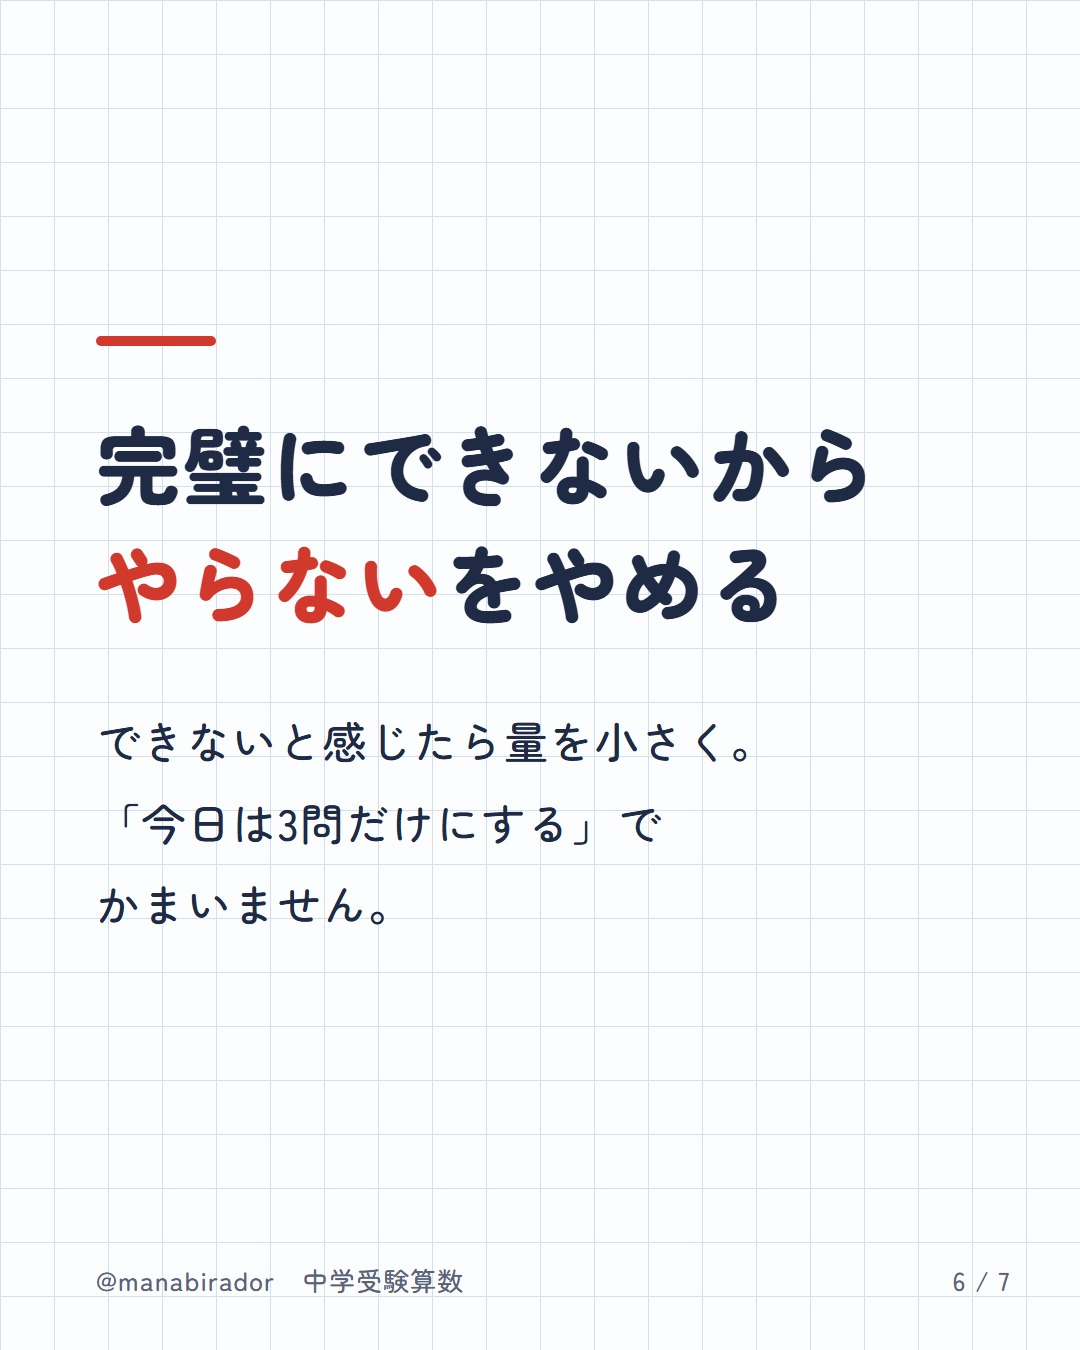 完璧にできないから
やらないをやめる
できないと感じたら量を小さく。
「今日は3問だけにする」で
かまいません。
@manabirador 中学受験算数
6 / 7